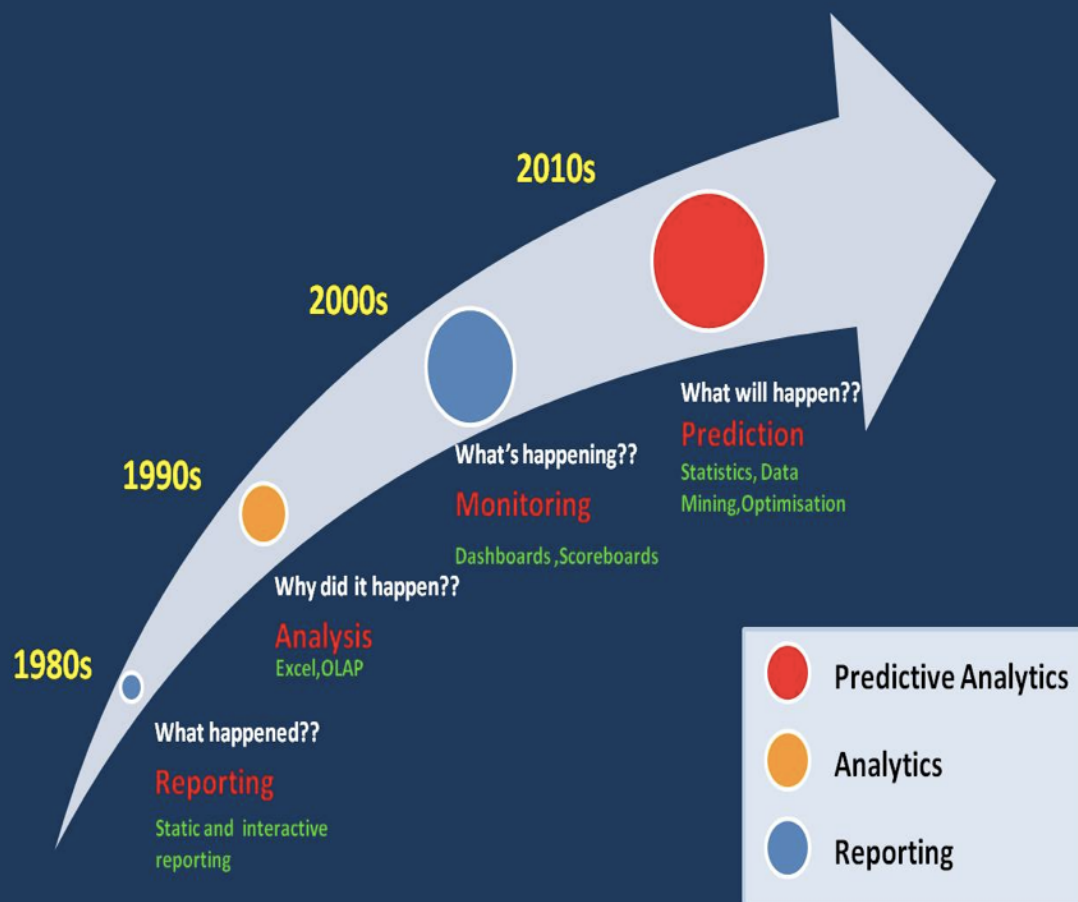 2010s
2000s
1990s
1980s
What will happen??
Prediction
Statistics, Data
Mining,Optimisation
What's happening??
Monitoring
Dashboards ,Scoreboards
Why did it happen??
Analysis
Excel,OLAP
What happened??
Reporting
Static and interactive
reporting
Predictive Analytics
Analytics
Reporting